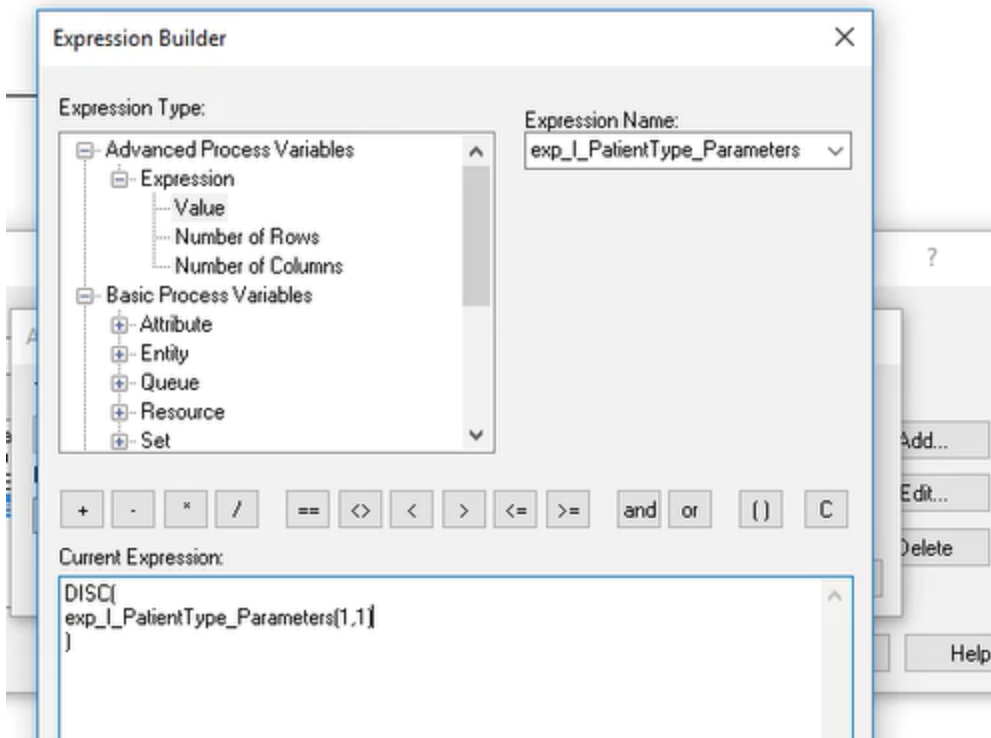 Expression Builder
Expression Type:
Expression Name:
Advanced Process Variables
exp_I_PatientType_Parameters
Expression
Value
Number of Rows
Number of Columns
Basic Process Variables
?
Attribute
Entity
Queue
Resource
Set
Add...
Edit...
Delete
+ - * / == <> < > <= >= and or () C
Current Expression:
DISC(
exp_I_PatientType_Parameters(1,1)
)
Help